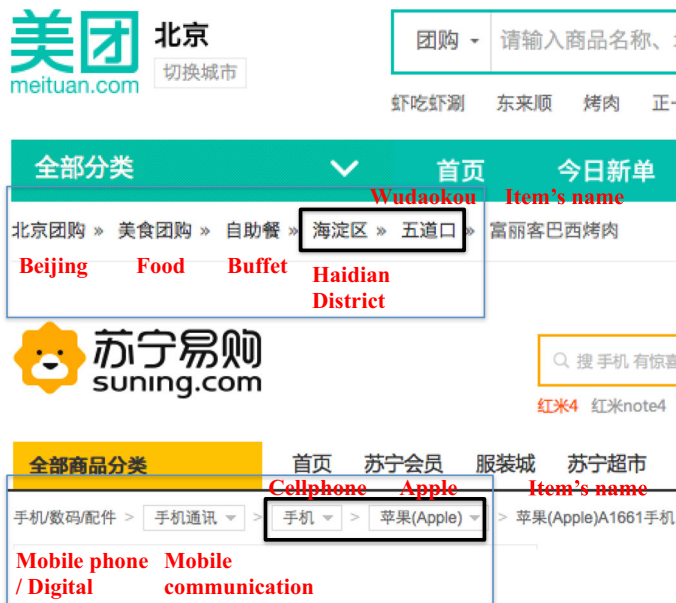 美团
meituan.com
北京
切换城市
团购 请输入商品名称、
虾吃虾涮 东来顺 烤肉 正一
全部分类 首页 今日新单
Wudaokou Item's name
北京团购 » 美食团购 » 自助餐 » 海淀区 » 五道口 » 富丽客巴西烤肉
Beijing Food Buffet Haidian
District
苏宁易购
suning.com
搜 手机 有惊喜
红米4 红米note4
全部商品分类 首页 苏宁会员 服装城 苏宁超市
Cellphone Apple Item's name
手机/数码/配件 > 手机通讯 > 手机 > 苹果(Apple) > 苹果(Apple)A1661手机
Mobile phone Mobile
/ Digital communication